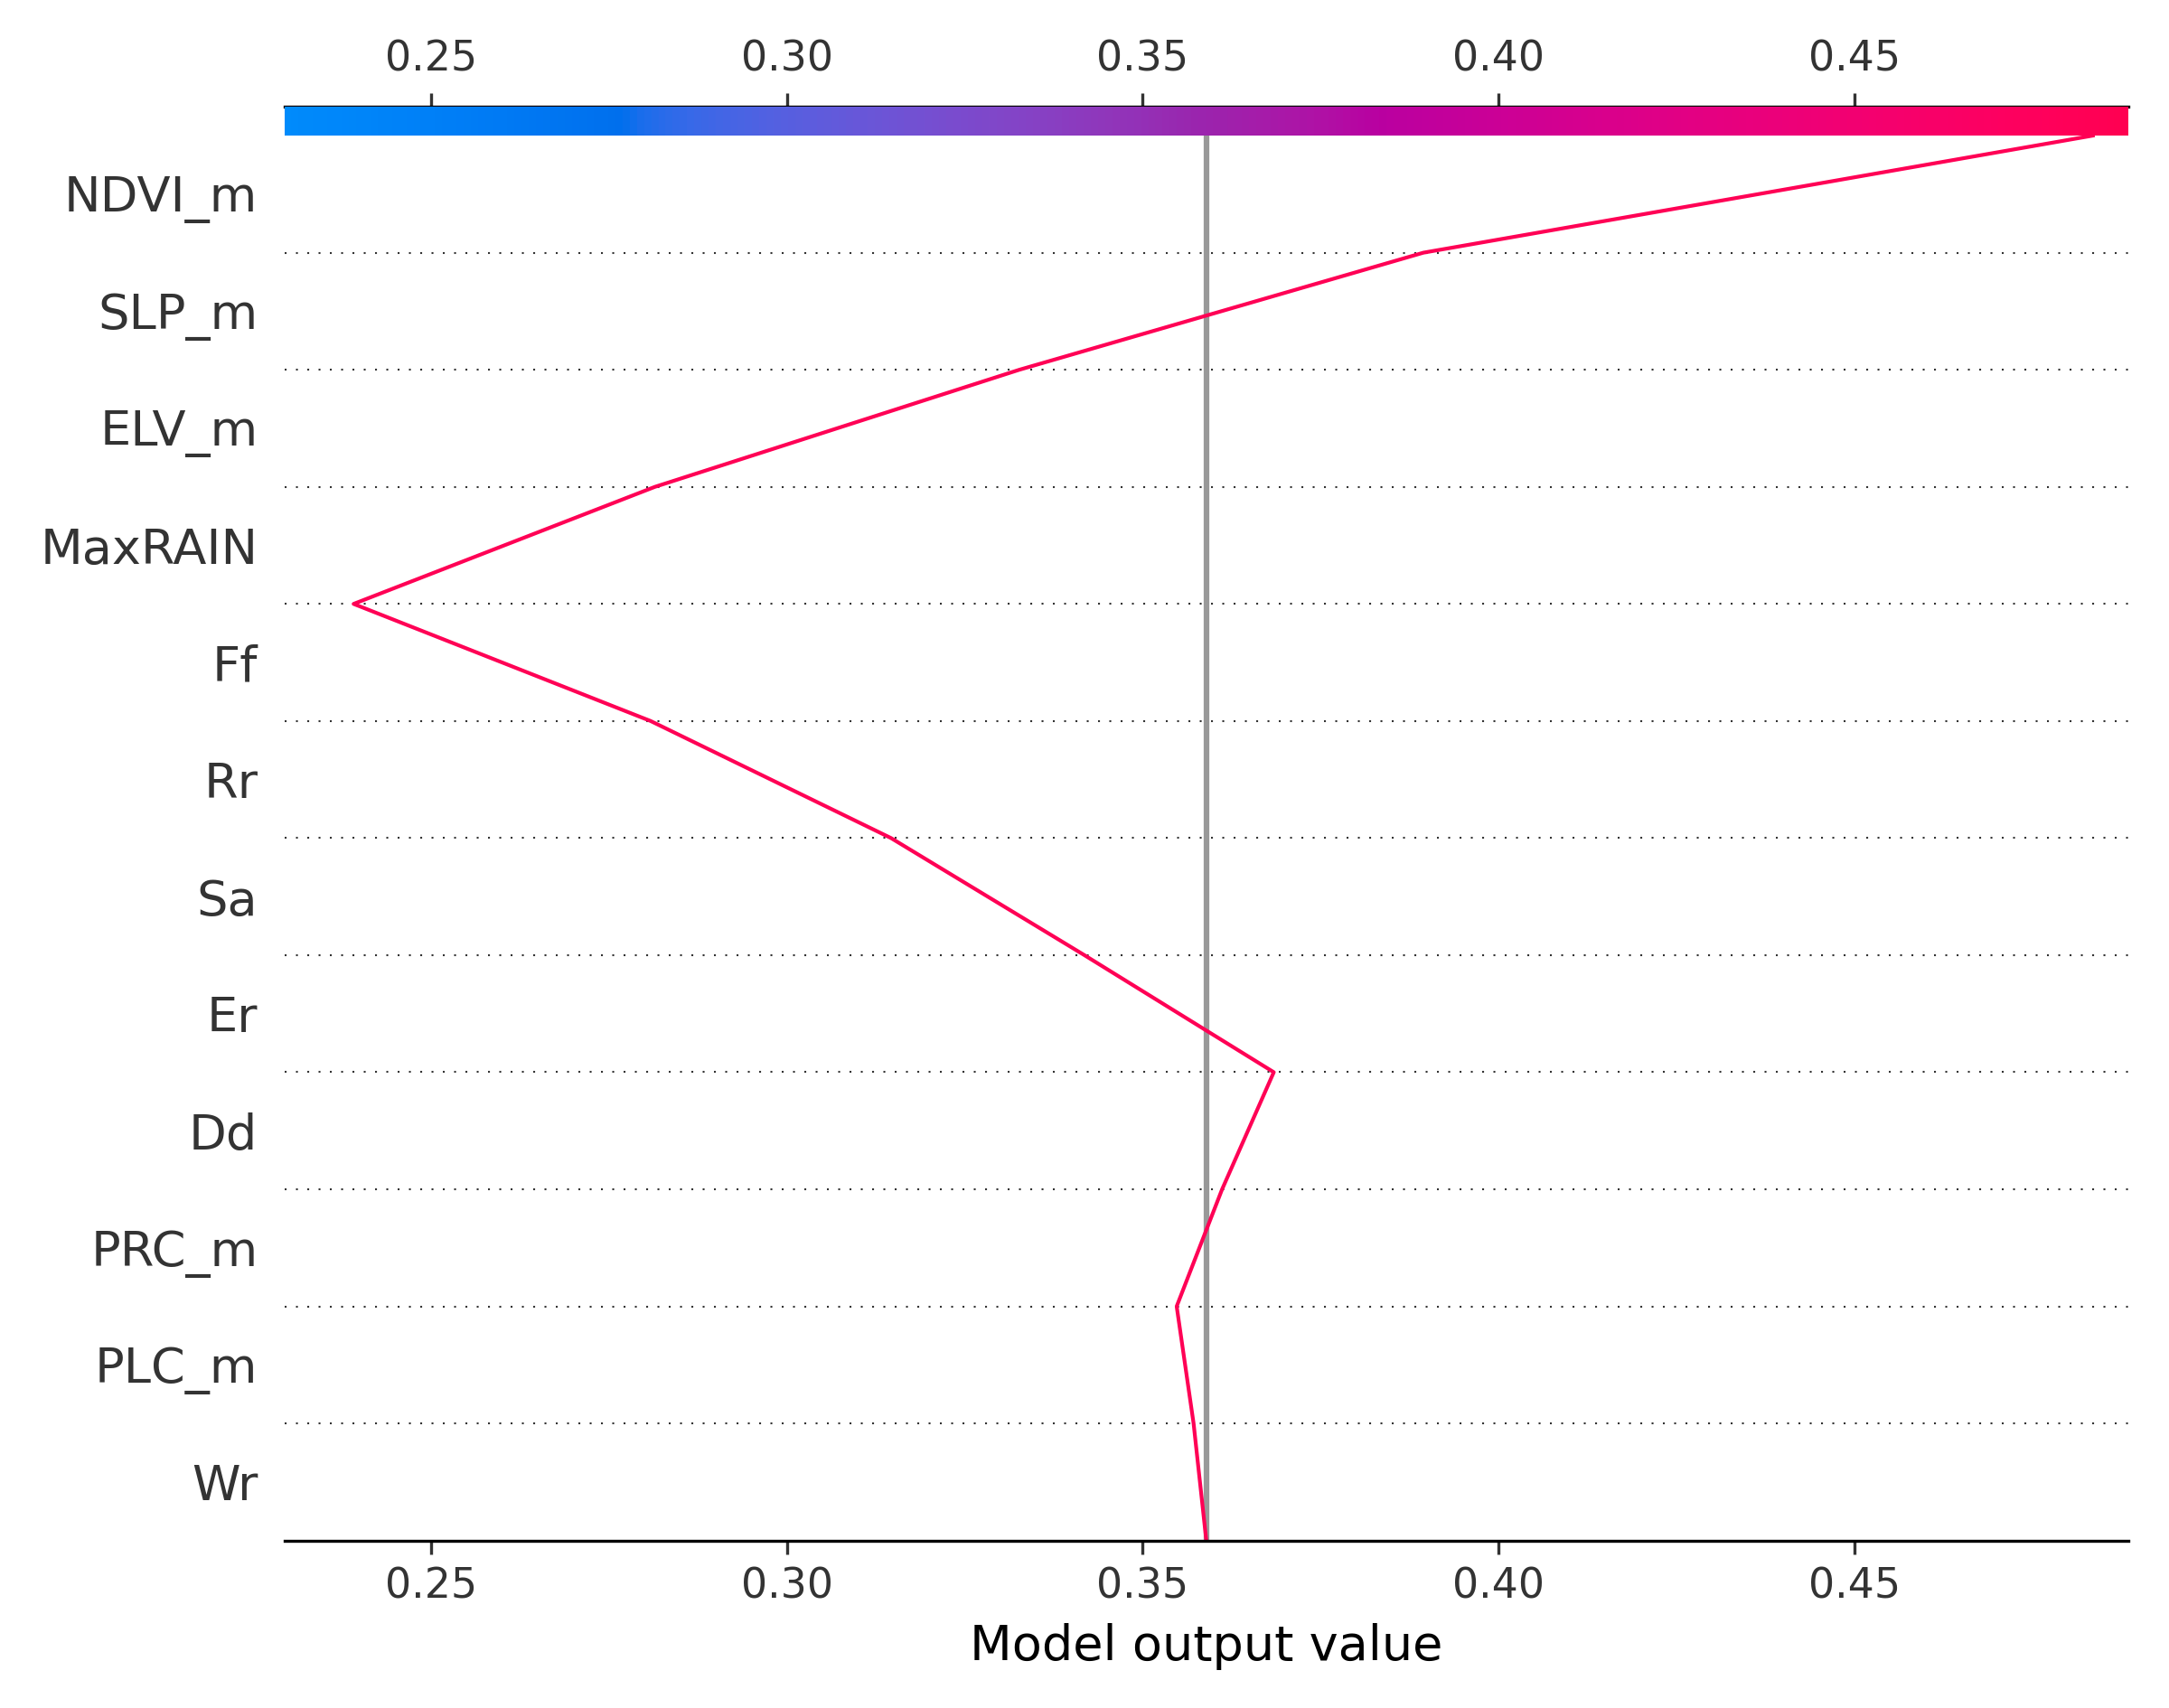 0.25 0.30 0.35 0.40 0.45
NDVI_m
SLP_m
ELV_m
MaxRAIN
Ff
Rr
Sa
Er
Dd
PRC_m
PLC_m
Wr
0.25 0.30 0.35 0.40 0.45
Model output value